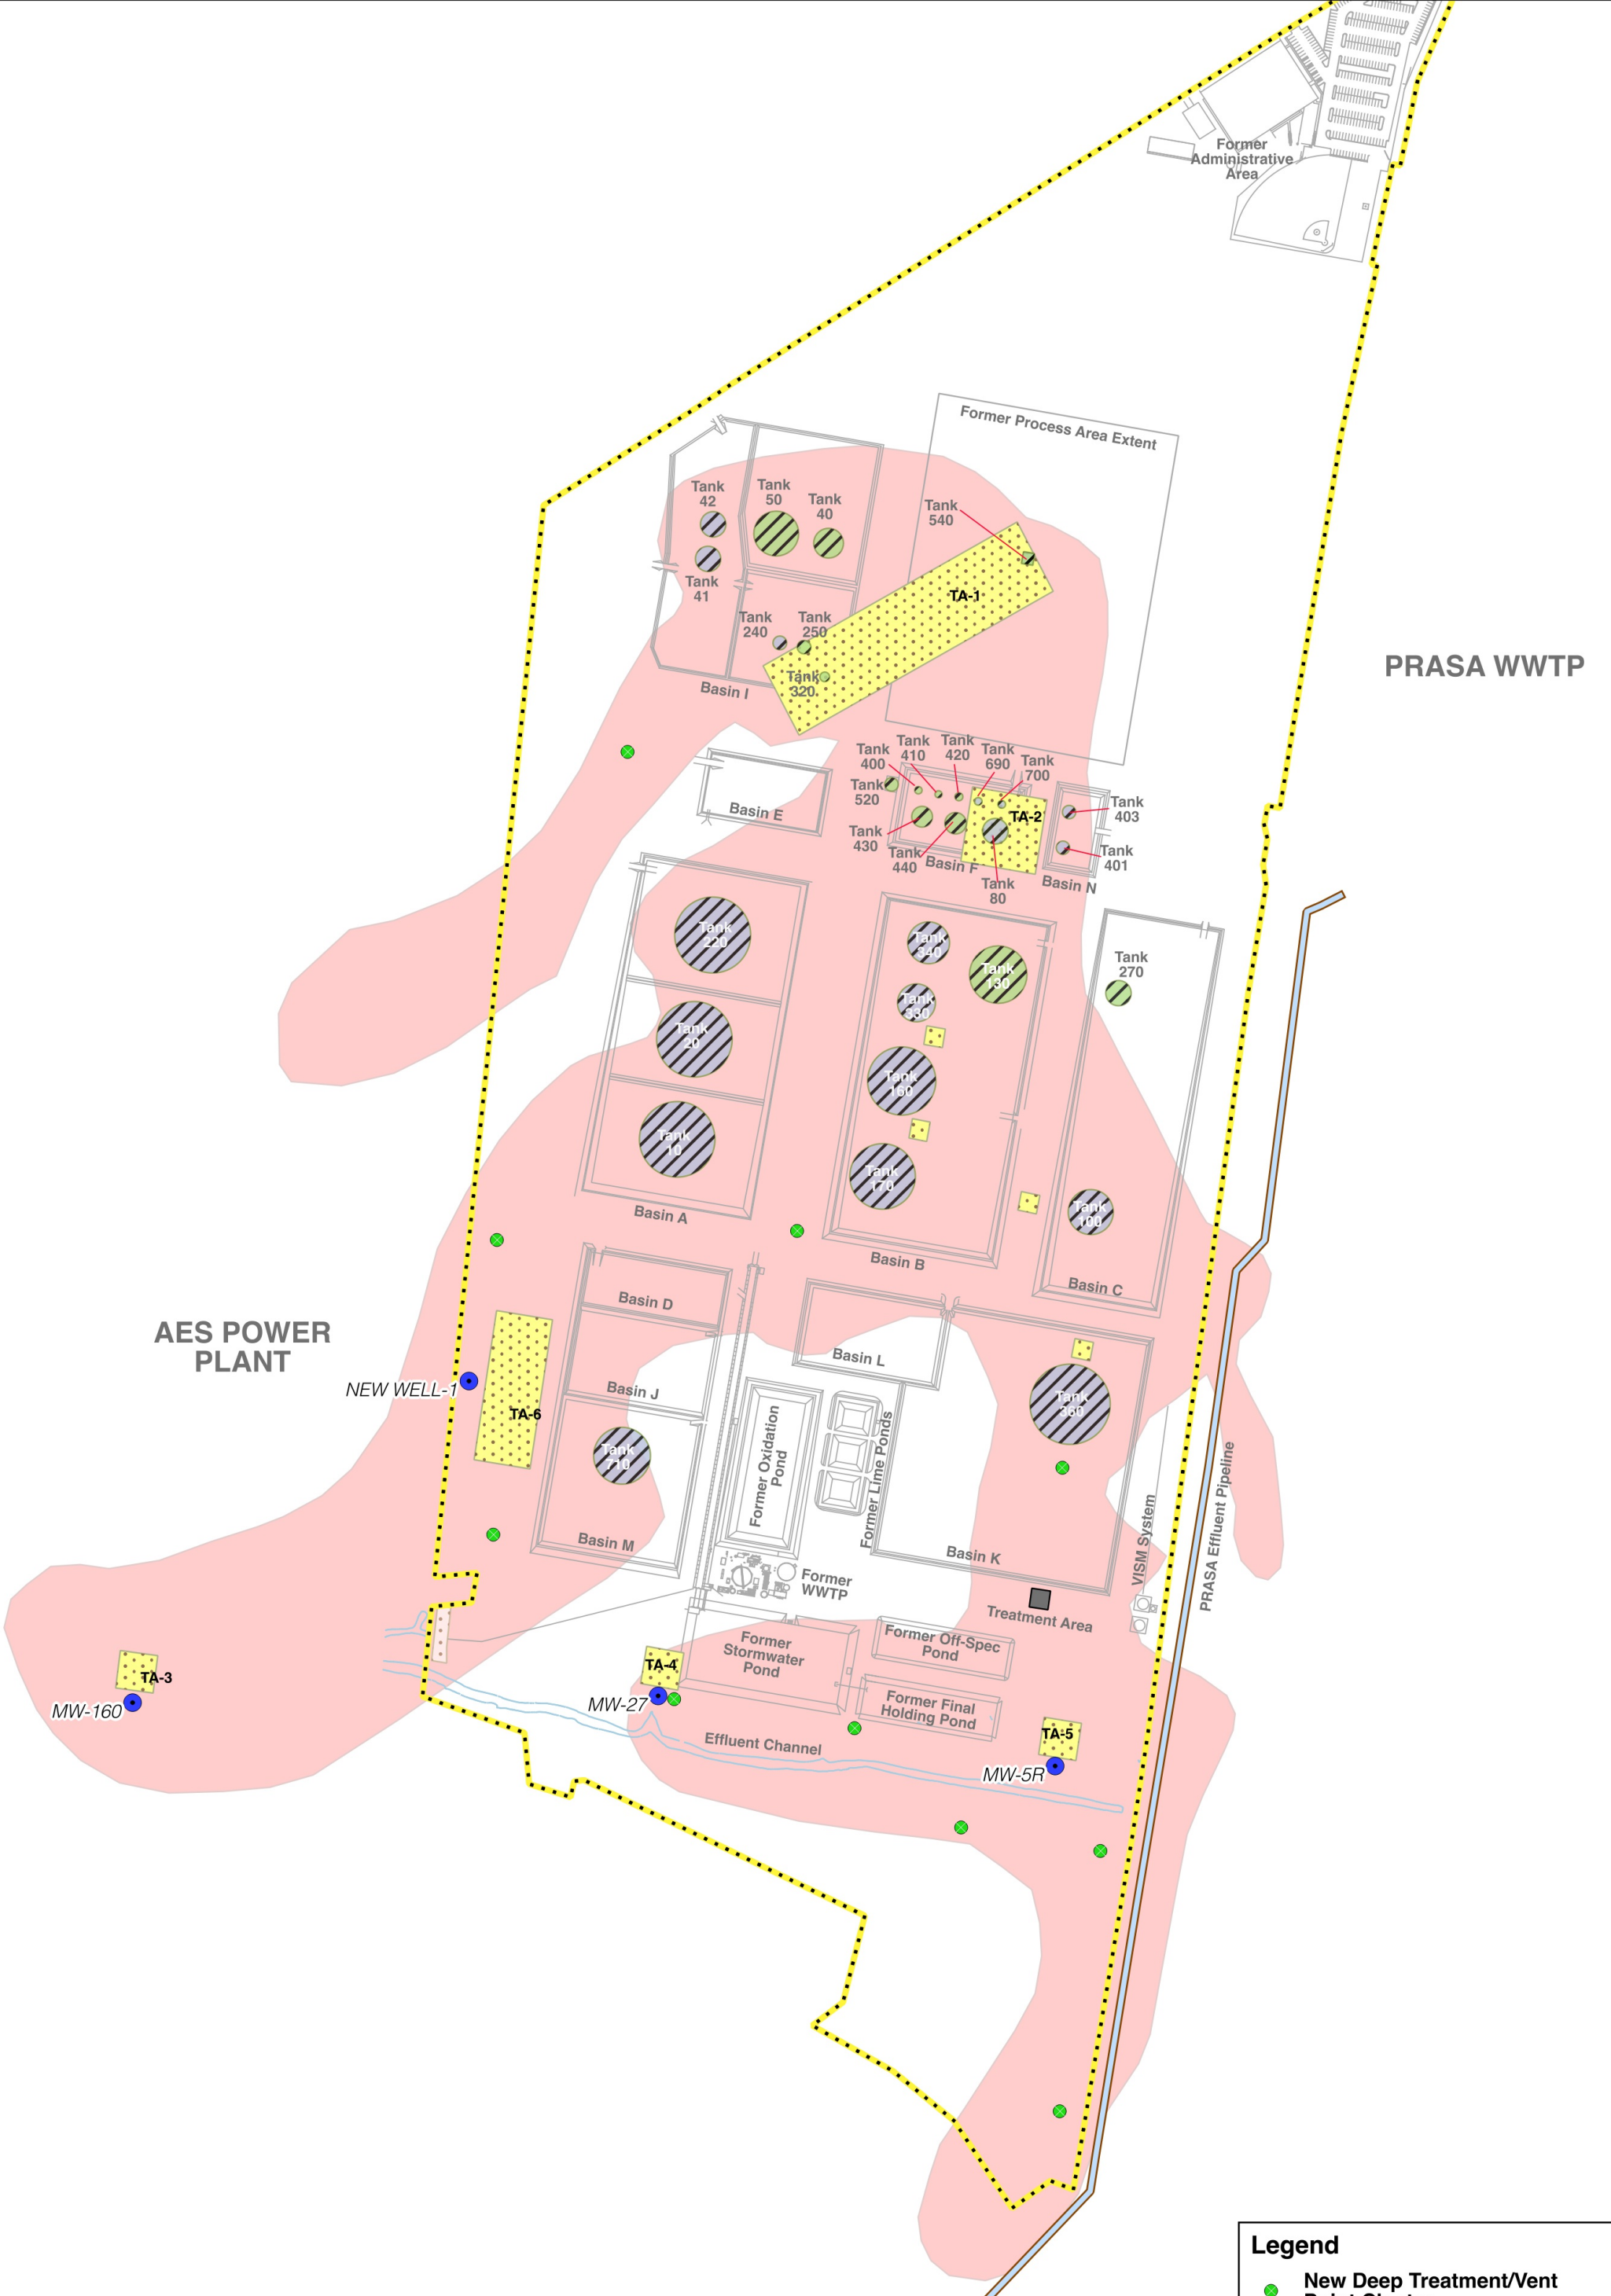 Former
Administrative
Area
Former Process Area Extent
Tank
42
Tank
50
Tank
40
Tank
540
Tank
41
TA-1
Tank
240
Tank
250
PRASA WWTP
Tank
320
Basin I
Tank
400
Tank
410
Tank
420
Tank
690
Tank
700
Tank
520
Basin E
TA-2
Tank
403
Tank
430
Tank
440
Basin F
Tank
401
Tank
80
Basin N
Tank
220
Tank
340
Tank
130
Tank
270
Tank
330
Tank
20
Tank
160
Tank
10
Tank
170
Tank
100
Basin A
Basin B
Basin C
Basin D
AES POWER
PLANT
Basin L
NEW WELL-1
Basin J
TA-6
Tank
360
Tank
710
Former Oxidation
Pond
Former Lime Ponds
PRASA Effluent Pipeline
VISM System
Basin M
Basin K
Former
WWTP
Treatment Area
Former
Stormwater
Pond
Former Off-Spec
Pond
TA-3
TA-4
MW-160
MW-27
Former Final
Holding Pond
TA-5
Effluent Channel
MW-5R
Legend
New Deep Treatment/Vent